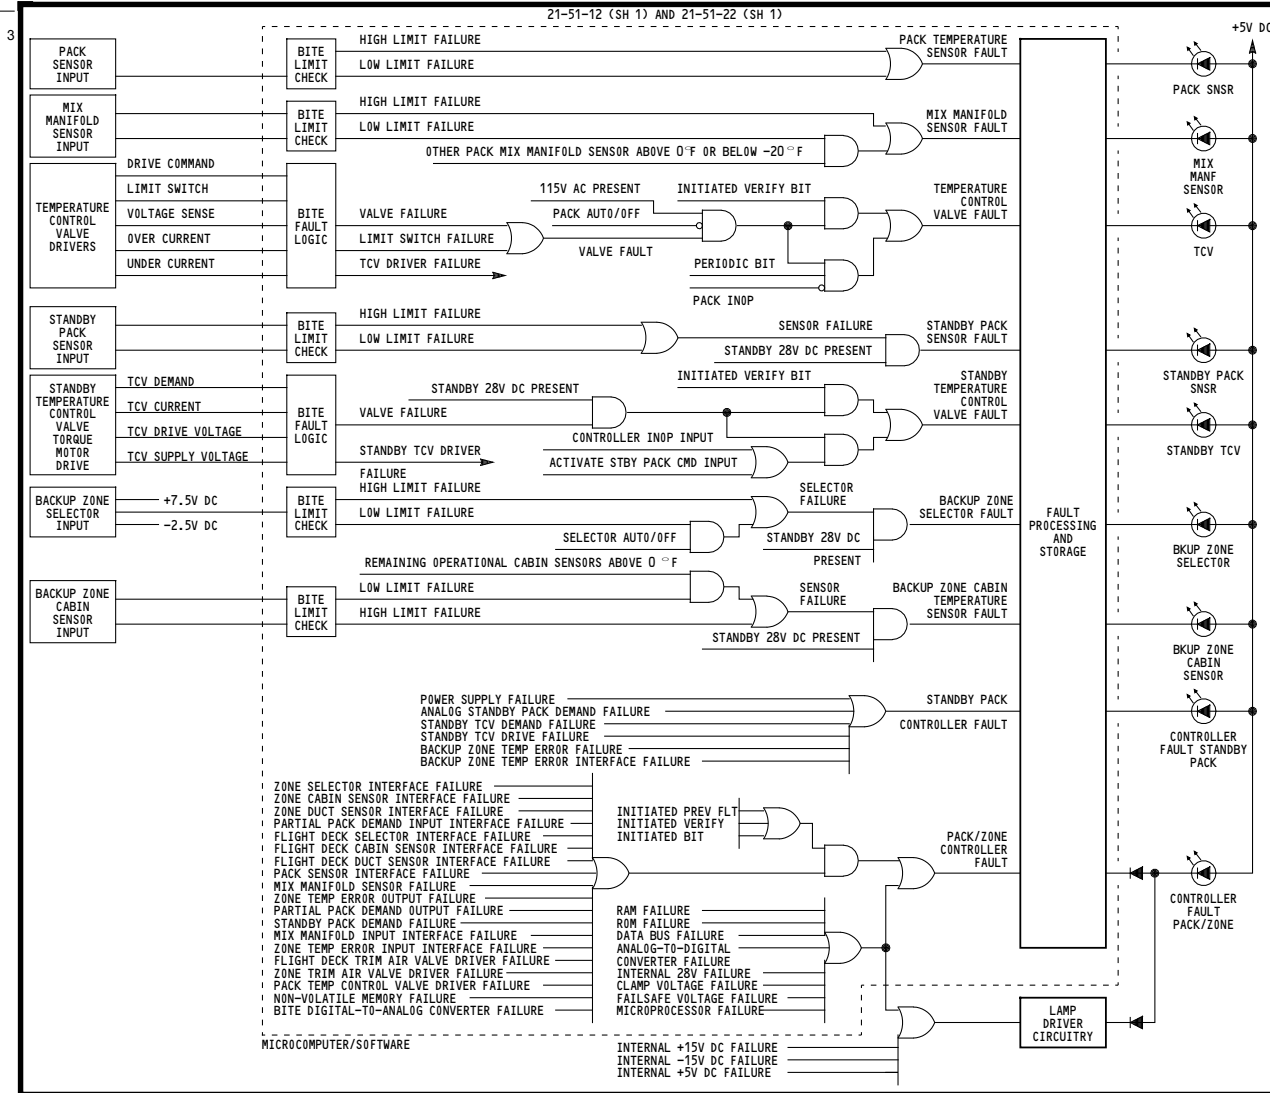 21-51-12 (SH 1) AND 21-51-22 (SH 1)
3
+5V DC
PACK
SENSOR
INPUT
BITE
LIMIT
CHECK
HIGH LIMIT FAILURE
LOW LIMIT FAILURE
PACK TEMPERATURE
SENSOR FAULT
PACK SNSR
MIX
MANIFOLD
SENSOR
INPUT
BITE
LIMIT
CHECK
HIGH LIMIT FAILURE
LOW LIMIT FAILURE
OTHER PACK MIX MANIFOLD SENSOR ABOVE 0°F OR BELOW -20°F
MIX MANIFOLD
SENSOR FAULT
MIX
MANF
SENSOR
TEMPERATURE
CONTROL
VALVE
DRIVERS
DRIVE COMMAND
LIMIT SWITCH
VOLTAGE SENSE
OVER CURRENT
UNDER CURRENT
BITE
FAULT
LOGIC
VALVE FAILURE
LIMIT SWITCH FAILURE
TCV DRIVER FAILURE
115V AC PRESENT
PACK AUTO/OFF
VALVE FAULT
INITIATED VERIFY BIT
PERIODIC BIT
PACK INOP
TEMPERATURE
CONTROL
VALVE FAULT
TCV
STANDBY
PACK
SENSOR
INPUT
BITE
LIMIT
CHECK
HIGH LIMIT FAILURE
LOW LIMIT FAILURE
SENSOR FAILURE
STANDBY 28V DC PRESENT
STANDBY PACK
SENSOR FAULT
STANDBY PACK
SNSR
STANDBY
TEMPERATURE
CONTROL
VALVE
TORQUE
MOTOR
DRIVE
TCV DEMAND
TCV CURRENT
TCV DRIVE VOLTAGE
TCV SUPPLY VOLTAGE
BITE
FAULT
LOGIC
STANDBY 28V DC PRESENT
VALVE FAILURE
STANDBY TCV DRIVER
FAILURE
INITIATED VERIFY BIT
CONTROLLER INOP INPUT
ACTIVATE STBY PACK CMD INPUT
STANDBY
TEMPERATURE
CONTROL
VALVE FAULT
STANDBY TCV
BACKUP ZONE
SELECTOR
INPUT
+7.5V DC
-2.5V DC
BITE
LIMIT
CHECK
HIGH LIMIT FAILURE
LOW LIMIT FAILURE
SELECTOR AUTO/OFF
SELECTOR
FAILURE
STANDBY 28V DC
PRESENT
BACKUP ZONE
SELECTOR FAULT
FAULT
PROCESSING
AND
STORAGE
BKUP ZONE
SELECTOR
BACKUP ZONE
CABIN
SENSOR
INPUT
BITE
LIMIT
CHECK
REMAINING OPERATIONAL CABIN SENSORS ABOVE 0 °F
LOW LIMIT FAILURE
HIGH LIMIT FAILURE
SENSOR
FAILURE
STANDBY 28V DC PRESENT
BACKUP ZONE CABIN
TEMPERATURE
SENSOR FAULT
BKUP ZONE
CABIN
SENSOR
POWER SUPPLY FAILURE
ANALOG STANDBY PACK DEMAND FAILURE
STANDBY TCV DEMAND FAILURE
STANDBY TCV DRIVE FAILURE
BACKUP ZONE TEMP ERROR FAILURE
BACKUP ZONE TEMP ERROR INTERFACE FAILURE
STANDBY PACK
CONTROLLER FAULT
CONTROLLER
FAULT STANDBY
PACK
ZONE SELECTOR INTERFACE FAILURE
ZONE CABIN SENSOR INTERFACE FAILURE
ZONE DUCT SENSOR INTERFACE FAILURE
PARTIAL PACK DEMAND INPUT INTERFACE FAILURE
FLIGHT DECK SELECTOR INTERFACE FAILURE
FLIGHT DECK CABIN SENSOR INTERFACE FAILURE
FLIGHT DECK DUCT SENSOR INTERFACE FAILURE
PACK SENSOR INTERFACE FAILURE
MIX MANIFOLD SENSOR FAILURE
ZONE TEMP ERROR OUTPUT FAILURE
PARTIAL PACK DEMAND OUTPUT FAILURE
STANDBY PACK DEMAND FAILURE
MIX MANIFOLD INPUT INTERFACE FAILURE
ZONE TEMP ERROR INPUT INTERFACE FAILURE
FLIGHT DECK TRIM AIR VALVE DRIVER FAILURE
ZONE TRIM AIR VALVE DRIVER FAILURE
PACK TEMP CONTROL VALVE DRIVER FAILURE
NON-VOLATILE MEMORY FAILURE
BITE DIGITAL-TO-ANALOG CONVERTER FAILURE
INITIATED PREV FLT
INITIATED VERIFY
INITIATED BIT
RAM FAILURE
ROM FAILURE
DATA BUS FAILURE
ANALOG-TO-DIGITAL
CONVERTER FAILURE
INTERNAL 28V FAILURE
CLAMP VOLTAGE FAILURE
FAILSAFE VOLTAGE FAILURE
MICROPROCESSOR FAILURE
PACK/ZONE
CONTROLLER
FAULT
CONTROLLER
FAULT
PACK/ZONE
LAMP
DRIVER
CIRCUITRY
MICROCOMPUTER/SOFTWARE
INTERNAL +15V DC FAILURE
INTERNAL -15V DC FAILURE
INTERNAL +5V DC FAILURE